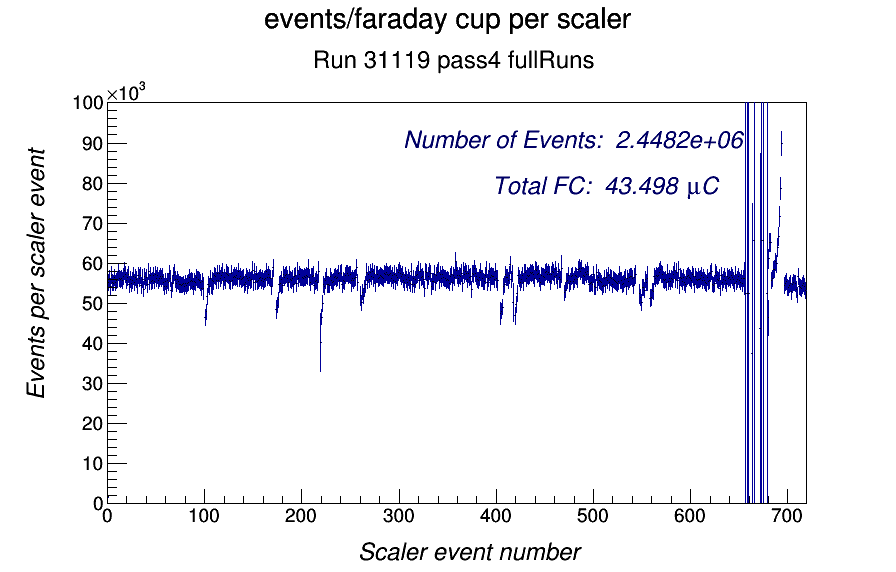 events/faraday cup per scaler
Run 31119 pass4 fullRuns
×10³
100
90
80
70
60
50
40
30
20
10
0
Events per scaler event
Number of Events: 2.4482e+06
Total FC: 43.498 μC
0 100 200 300 400 500 600 700
Scaler event number